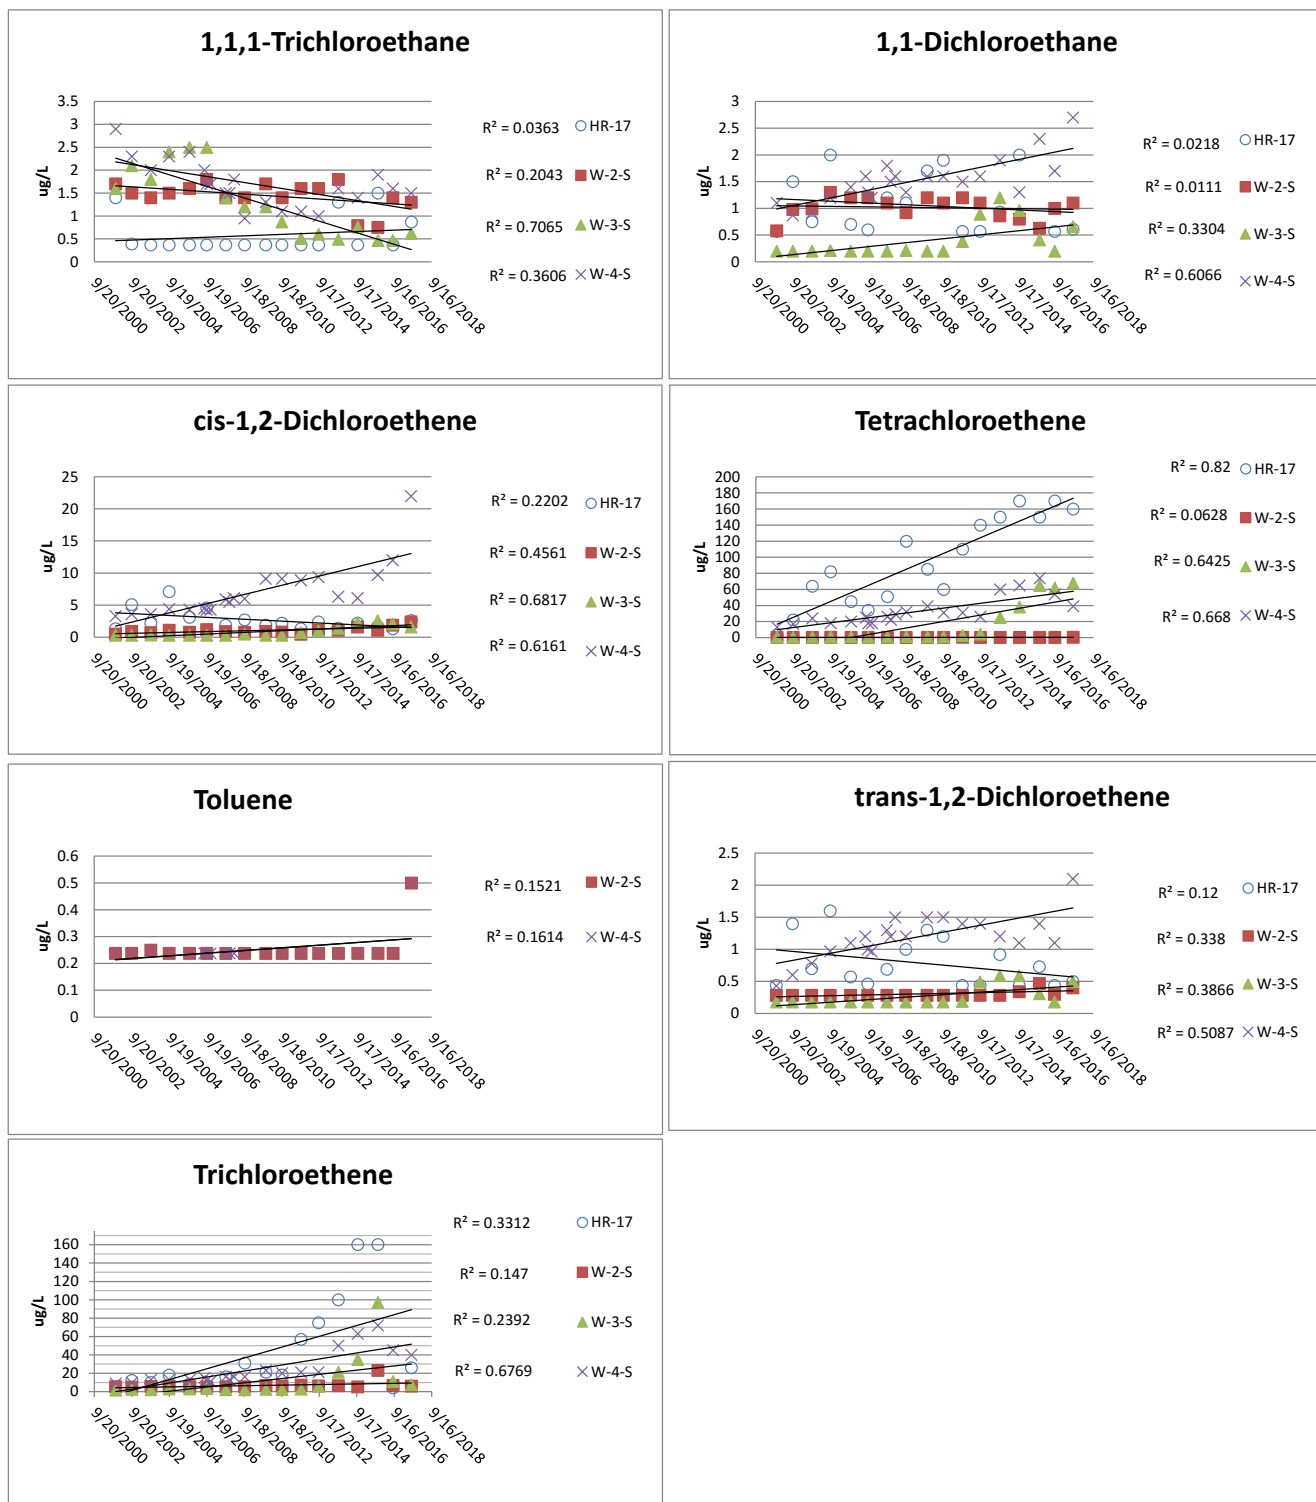 1,1,1-Trichloroethane
3.5
3
2.5
2
1.5
1
0.5
0
ug/L
9/20/2000
9/20/2002
9/19/2004
9/19/2006
9/18/2008
9/18/2010
9/17/2012
9/17/2014
9/16/2016
9/16/2018
R² = 0.0363
HR-17
R² = 0.2043
W-2-S
R² = 0.7065
W-3-S
R² = 0.3606
W-4-S
1,1-Dichloroethane
3
2.5
2
1.5
1
0.5
0
ug/L
9/20/2000
9/20/2002
9/19/2004
9/19/2006
9/18/2008
9/18/2010
9/17/2012
9/17/2014
9/16/2016
9/16/2018
R² = 0.0218
HR-17
R² = 0.0111
W-2-S
R² = 0.3304
W-3-S
R² = 0.6066
W-4-S
cis-1,2-Dichloroethene
25
20
15
10
5
0
ug/L
9/20/2000
9/20/2002
9/19/2004
9/19/2006
9/18/2008
9/18/2010
9/17/2012
9/17/2014
9/16/2016
9/16/2018
R² = 0.2202
HR-17
R² = 0.4561
W-2-S
R² = 0.6817
W-3-S
R² = 0.6161
W-4-S
Tetrachloroethene
200
180
160
140
120
100
80
60
40
20
0
ug/L
9/20/2000
9/20/2002
9/19/2004
9/19/2006
9/18/2008
9/18/2010
9/17/2012
9/17/2014
9/16/2016
9/16/2018
R² = 0.82
HR-17
R² = 0.0628
W-2-S
R² = 0.6425
W-3-S
R² = 0.668
W-4-S
Toluene
0.6
0.5
0.4
0.3
0.2
0.1
0
ug/L
9/20/2000
9/20/2002
9/19/2004
9/19/2006
9/18/2008
9/18/2010
9/17/2012
9/17/2014
9/16/2016
9/16/2018
R² = 0.1521
W-2-S
R² = 0.1614
W-4-S
trans-1,2-Dichloroethene
2.5
2
1.5
1
0.5
0
ug/L
9/20/2000
9/20/2002
9/19/2004
9/19/2006
9/18/2008
9/18/2010
9/17/2012
9/17/2014
9/16/2016
9/16/2018
R² = 0.12
HR-17
R² = 0.338
W-2-S
R² = 0.3866
W-3-S
R² = 0.5087
W-4-S
Trichloroethene
160
140
120
100
80
60
40
20
0
ug/L
9/20/2000
9/20/2002
9/19/2004
9/19/2006
9/18/2008
9/18/2010
9/17/2012
9/17/2014
9/16/2016
9/16/2018
R² = 0.3312
HR-17
R² = 0.147
W-2-S
R² = 0.2392
W-3-S
R² = 0.6769
W-4-S